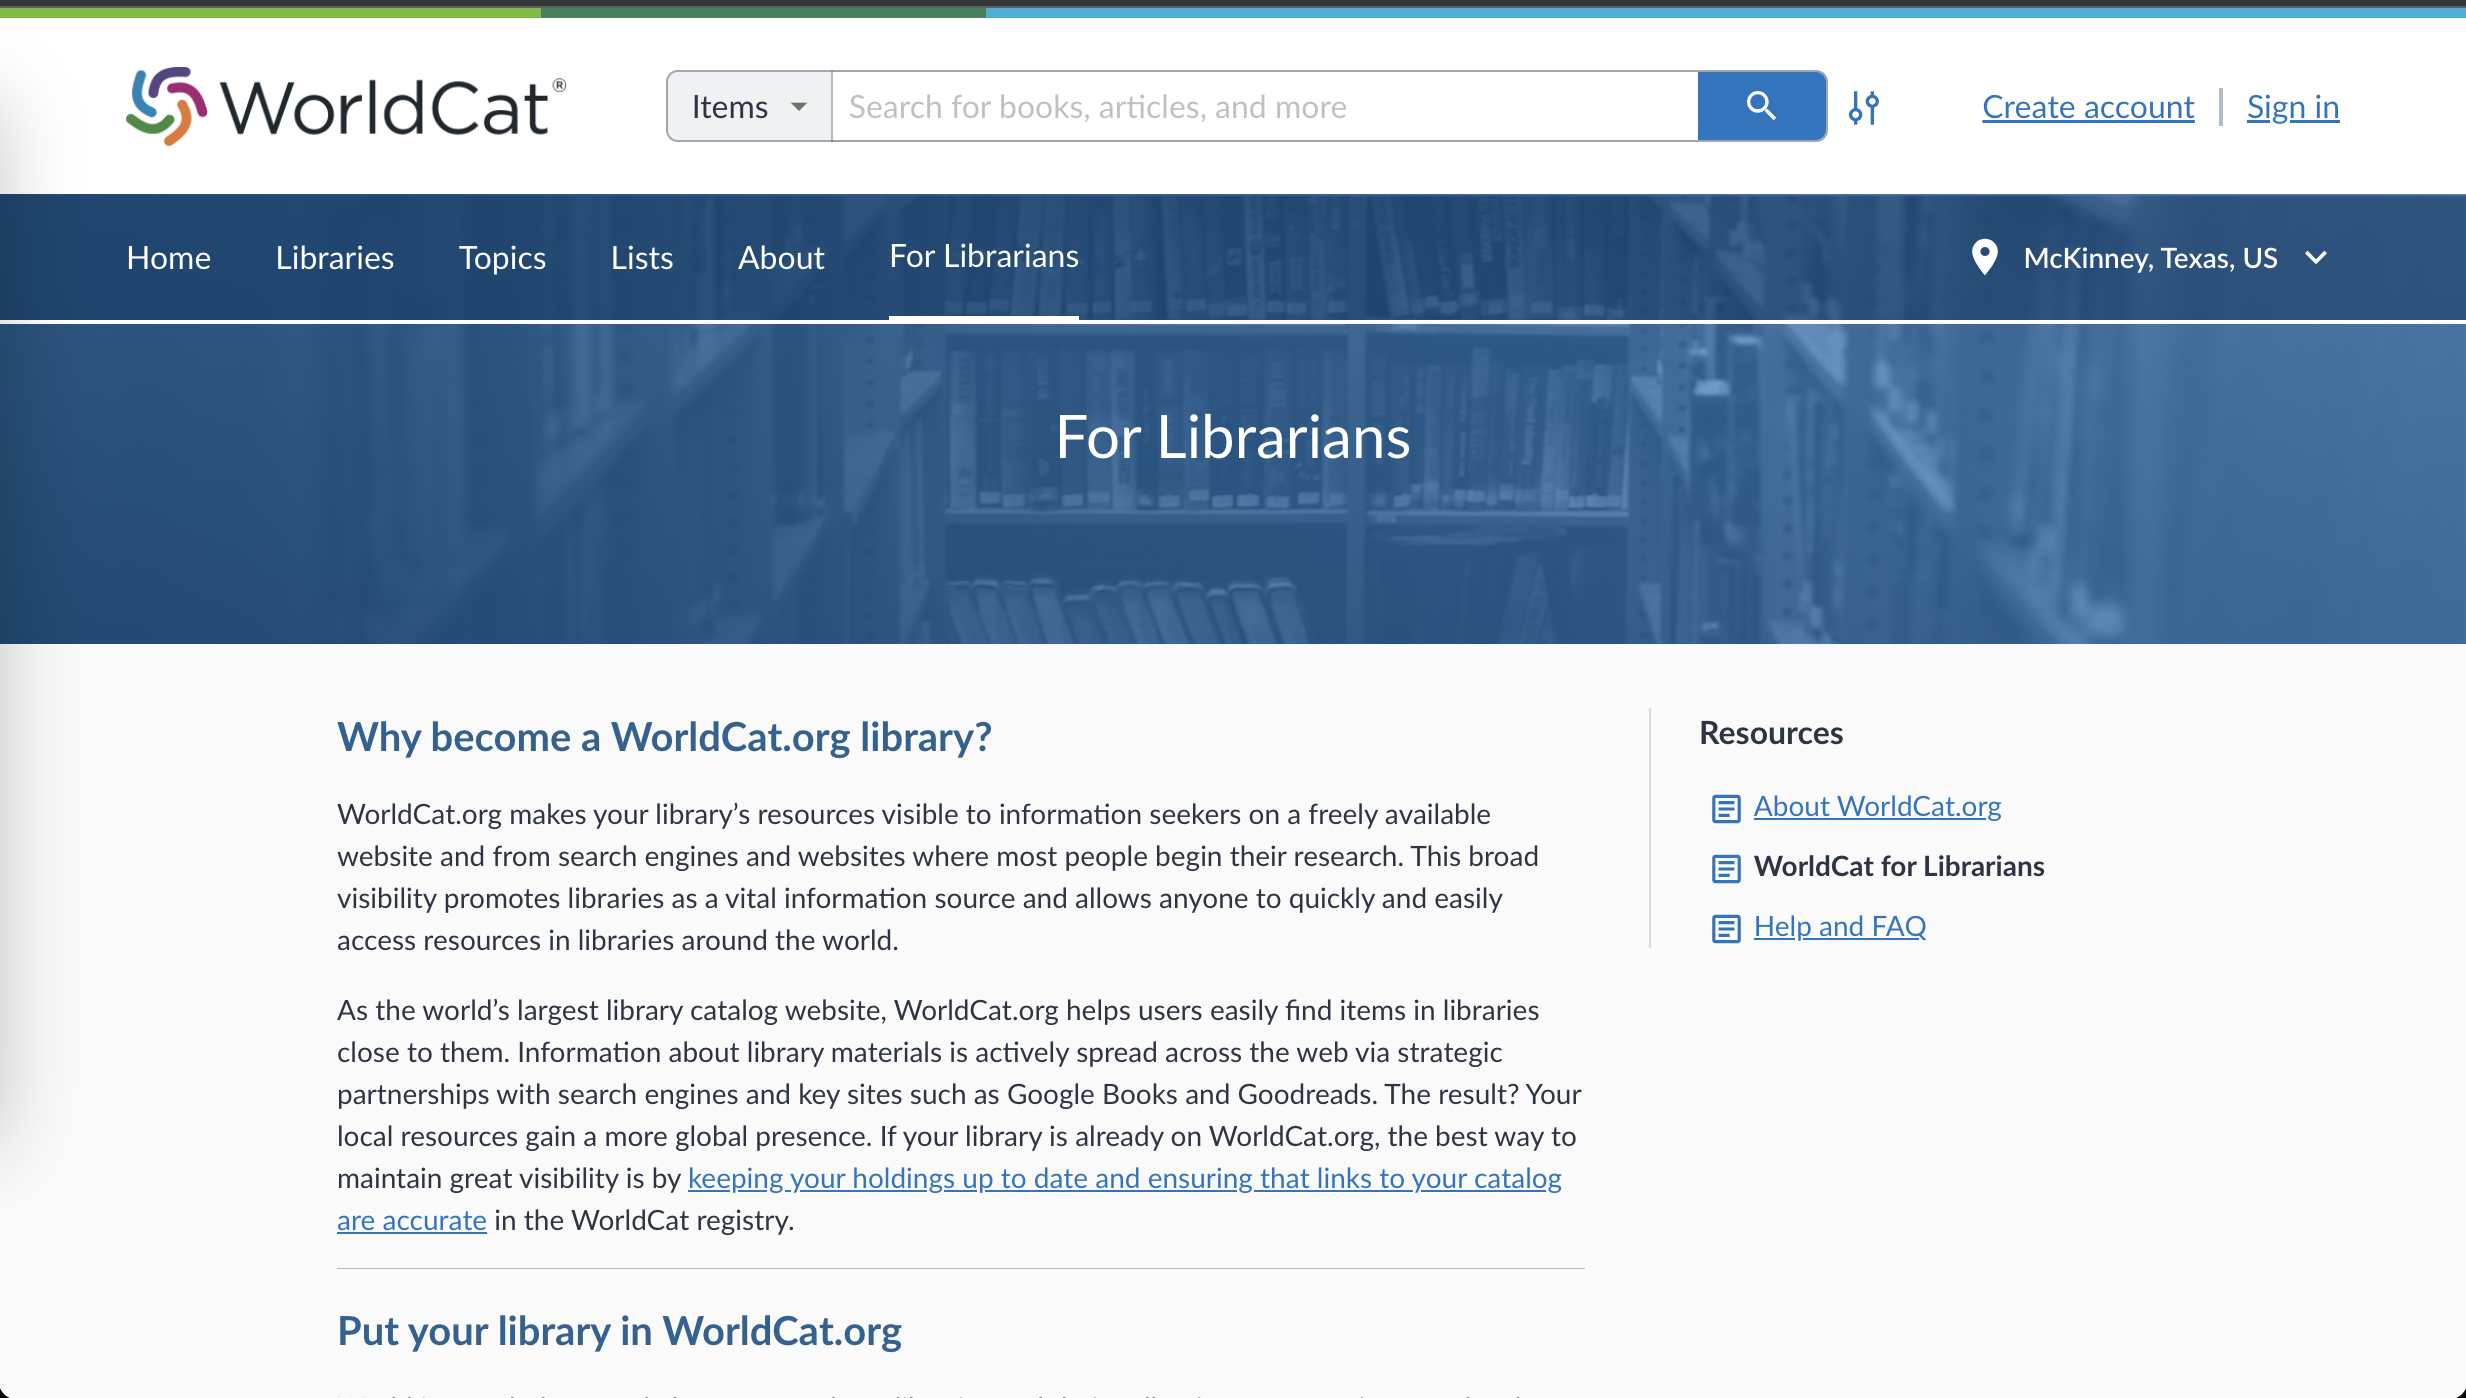 WorldCat®
Items
Search for books, articles, and more
Create account
Sign in
Home Libraries Topics Lists About For Librarians
McKinney, Texas, US
For Librarians
Why become a WorldCat.org library?
WorldCat.org makes your library’s resources visible to information seekers on a freely available
website and from search engines and websites where most people begin their research. This broad
visibility promotes libraries as a vital information source and allows anyone to quickly and easily
access resources in libraries around the world.
As the world’s largest library catalog website, WorldCat.org helps users easily find items in libraries
close to them. Information about library materials is actively spread across the web via strategic
partnerships with search engines and key sites such as Google Books and Goodreads. The result? Your
local resources gain a more global presence. If your library is already on WorldCat.org, the best way to
maintain great visibility is by keeping your holdings up to date and ensuring that links to your catalog
are accurate in the WorldCat registry.
Put your library in WorldCat.org
Resources
About WorldCat.org
WorldCat for Librarians
Help and FAQ